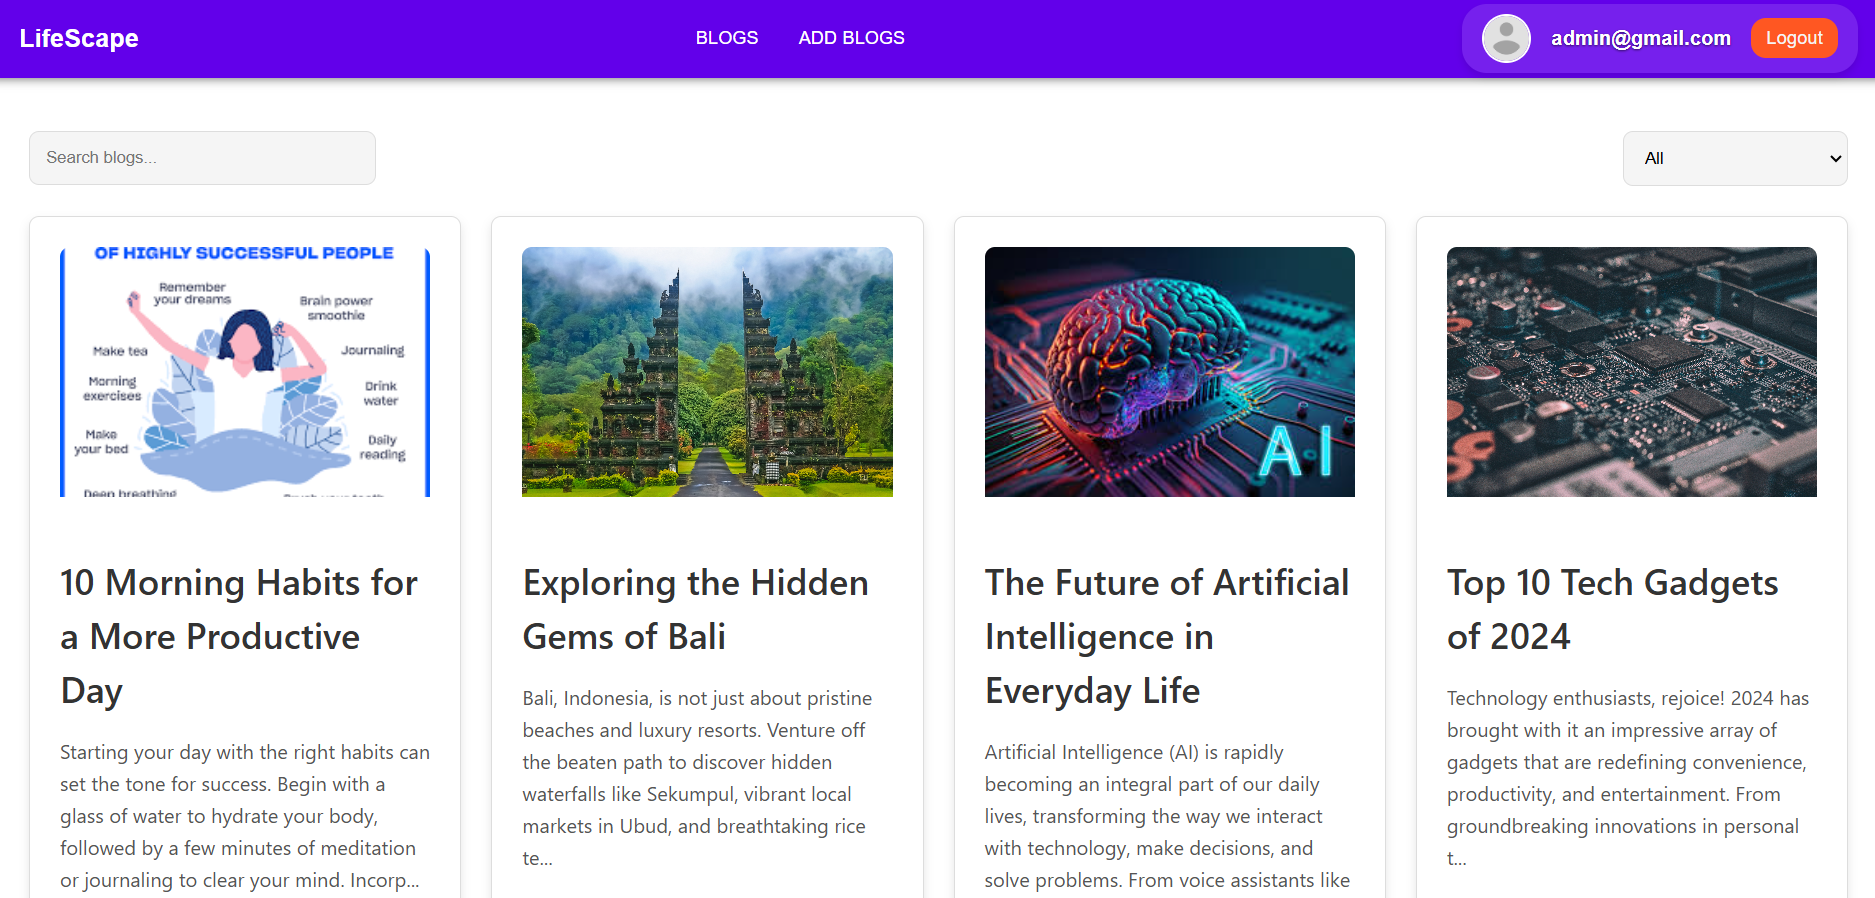 LifeScape
BLOGS
ADD BLOGS
admin@gmail.com
Logout
Search blogs...
All
OF HIGHLY SUCCESSFUL PEOPLE
Remember
your dreams
Brain power
smoothie
Make tea
Journaling
Morning
exercises
Drink
water
Make
your bed
Daily
reading
Deep breathing
AI
10 Morning Habits for
a More Productive
Day
Starting your day with the right habits can
set the tone for success. Begin with a
glass of water to hydrate your body,
followed by a few minutes of meditation
or journaling to clear your mind. Incorp...
Exploring the Hidden
Gems of Bali
Bali, Indonesia, is not just about pristine
beaches and luxury resorts. Venture off
the beaten path to discover hidden
waterfalls like Sekumpul, vibrant local
markets in Ubud, and breathtaking rice
te...
The Future of Artificial
Intelligence in
Everyday Life
Artificial Intelligence (AI) is rapidly
becoming an integral part of our daily
lives, transforming the way we interact
with technology, make decisions, and
solve problems. From voice assistants like
Top 10 Tech Gadgets
of 2024
Technology enthusiasts, rejoice! 2024 has
brought with it an impressive array of
gadgets that are redefining convenience,
productivity, and entertainment. From
groundbreaking innovations in personal
t...